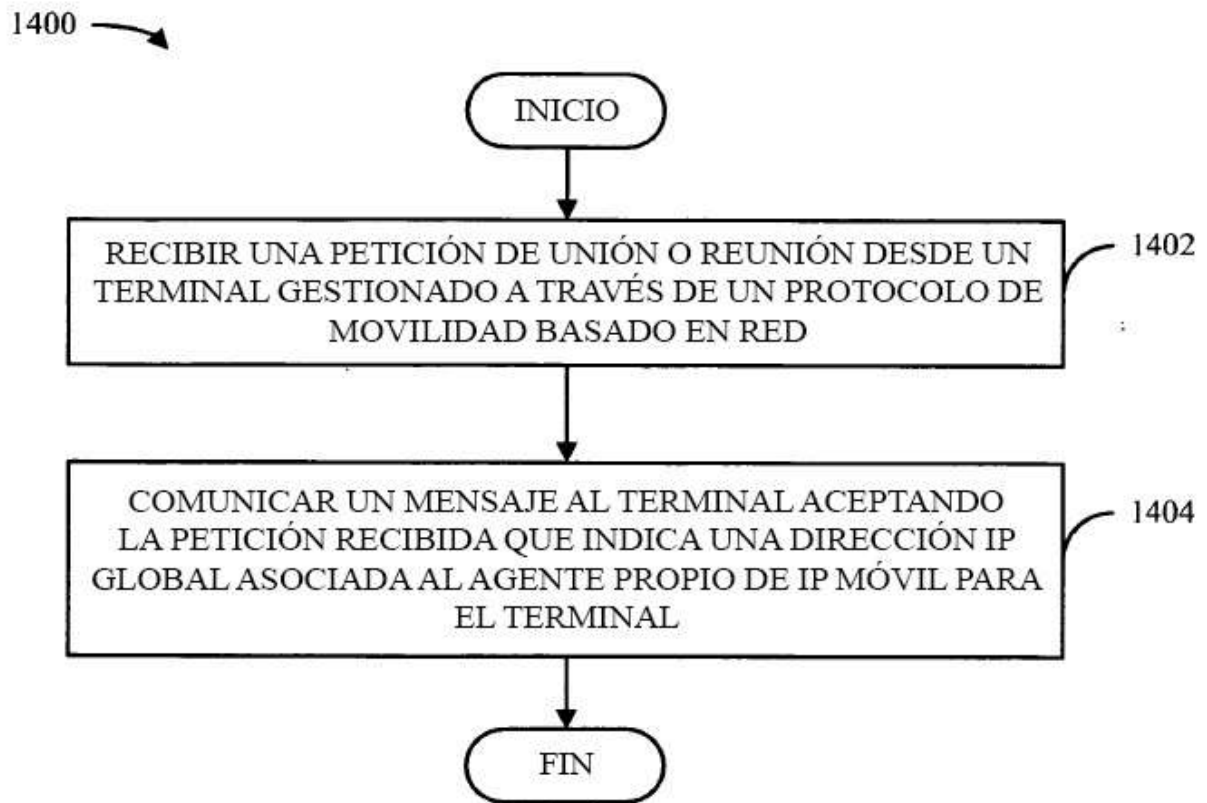 1400
INICIO
RECIBIR UNA PETICIÓN DE UNIÓN O REUNIÓN DESDE UN
TERMINAL GESTIONADO A TRAVÉS DE UN PROTOCOLO DE
MOVILIDAD BASADO EN RED
1402
COMUNICAR UN MENSAJE AL TERMINAL ACEPTANDO
LA PETICIÓN RECIBIDA QUE INDICA UNA DIRECCIÓN IP
GLOBAL ASOCIADA AL AGENTE PROPIO DE IP MÓVIL PARA
EL TERMINAL
1404
FIN